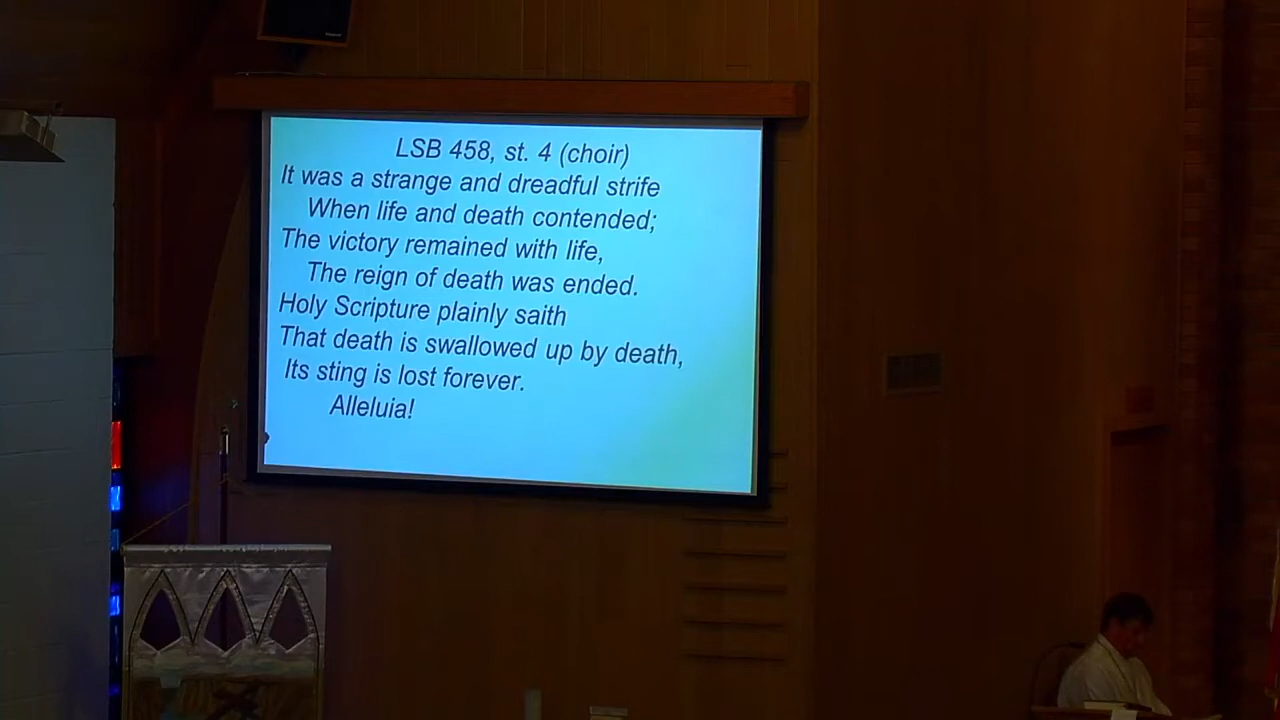 LSB 458, st. 4 (choir)
It was a strange and dreadful strife
When life and death contended;
The victory remained with life,
The reign of death was ended.
Holy Scripture plainly saith
That death is swallowed up by death,
Its sting is lost forever.
Alleluia!